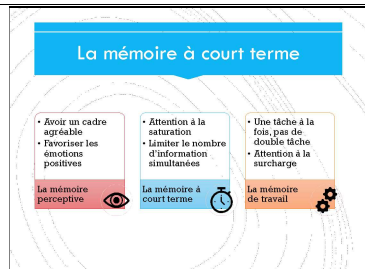 La mémoire à court terme
• Avoir un cadre
agréable
• Favoriser les
émotions
positives
La mémoire
perceptive
• Attention à la
saturation
• Limiter le nombre
d'information
simultanées
La mémoire à
court terme
• Une tâche à la
fois, pas de
double tâche
• Attention à la
surcharge
La mémoire
de travail